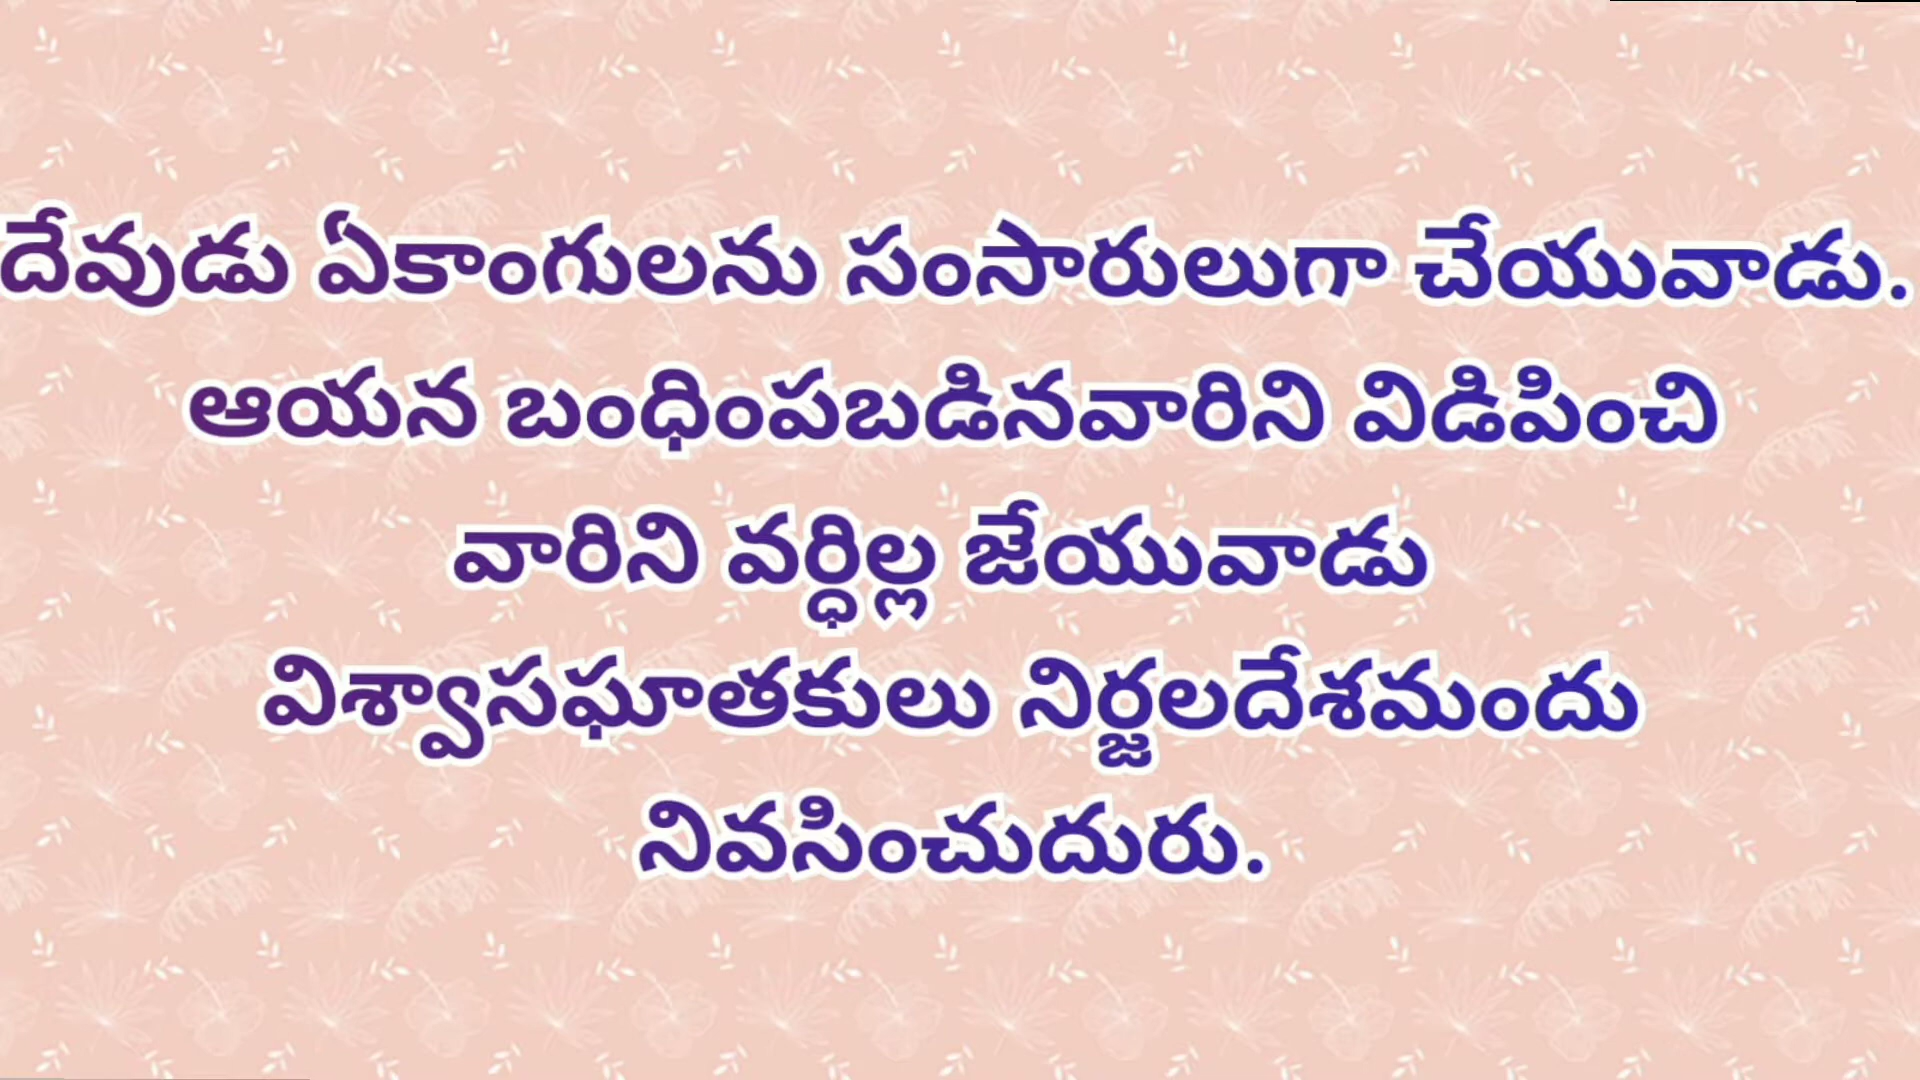 దేవుడు ఏకాంగులను సంసారులుగా చేయువాడు.
ఆయన బంధింపబడినవారిని విడిపించి
వారిని వర్ధిల్ల జేయువాడు
విశ్వాసఘాతకులు నిర్జలదేశమందు
నివసించుదురు.